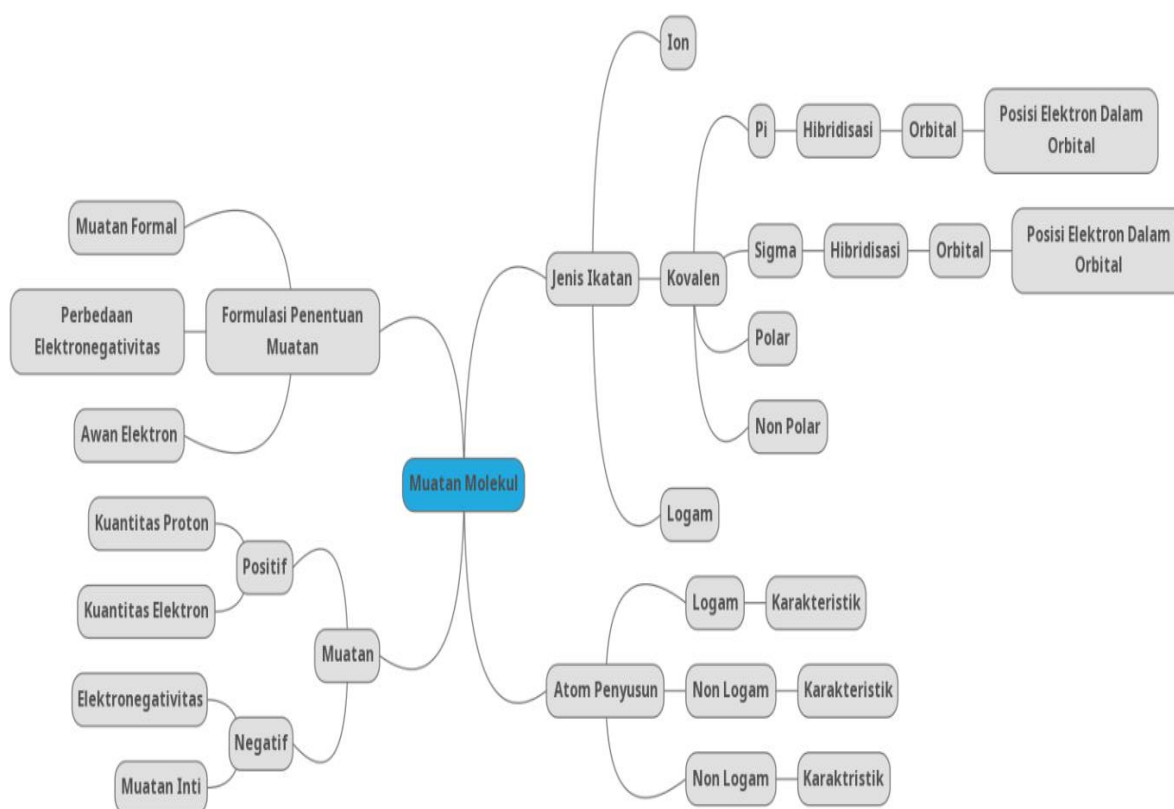 Ion
Pi
Hibridisasi
Orbital
Posisi Elektron Dalam
Orbital
Muatan Formal
Sigma
Hibridisasi
Orbital
Posisi Elektron Dalam
Orbital
Jenis Ikatan
Kovalen
Perbedaan
Elektronegativitas
Formulasi Penentuan
Muatan
Polar
Awan Elektron
Non Polar
Muatan Molekul
Logam
Kuantitas Proton
Positif
Kuantitas Elektron
Logam
Karakteristik
Muatan
Elektronegativitas
Atom Penyusun
Non Logam
Karakteristik
Negatif
Muatan Inti
Non Logam
Karaktristik